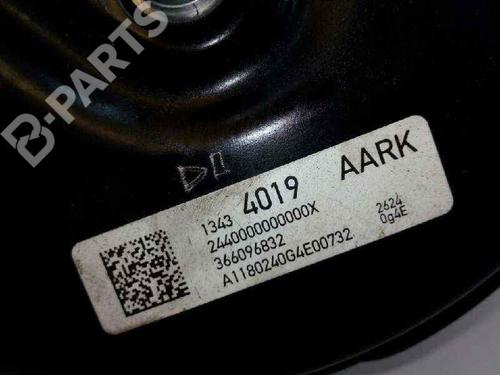 B-PARTS
1343 4019 AARK
2440000000000X 2624
366096832 0g4E
A1180240G4E00732